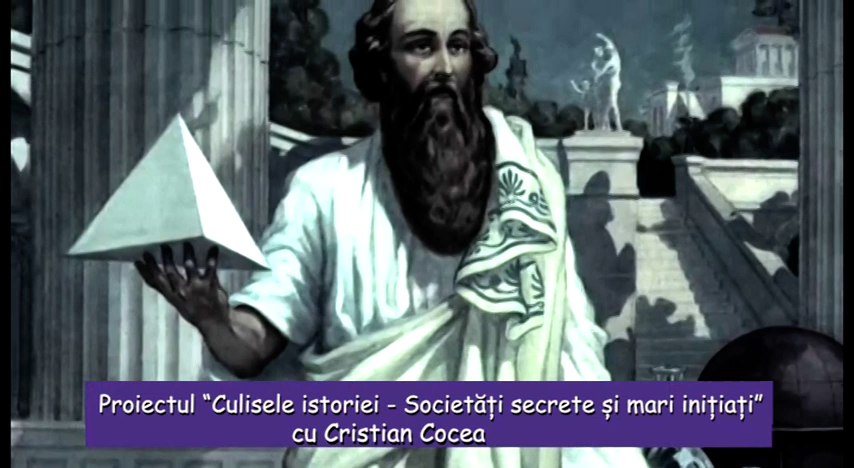 Proiectul “Culisele istoriei - Societăți secrete și mari inițiați”
cu Cristian Cocea